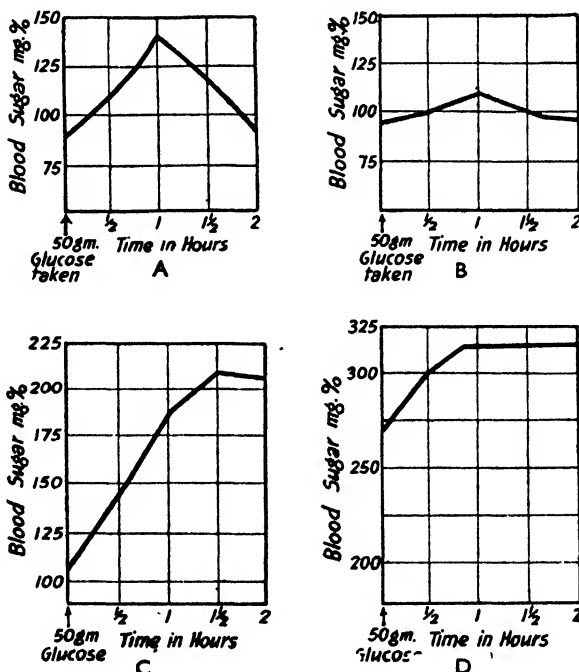 150
125
100
75
Blood Sugar mg.%
½ 1 1½ 2
50gm. Time in Hours
Glucose
taken
A
150
125
100
75
Blood Sugar mg.%
½ 1 1½ 2
50gm. Time in Hours
Glucose
taken
B
225
200
175
150
125
100
Blood Sugar mg.%
½ 1 1½ 2
50gm Time in Hours
Glucose
C
325
300
250
200
Blood Sugar mg.%
½ 1 1½ 2
50gm. Time in Hours
D